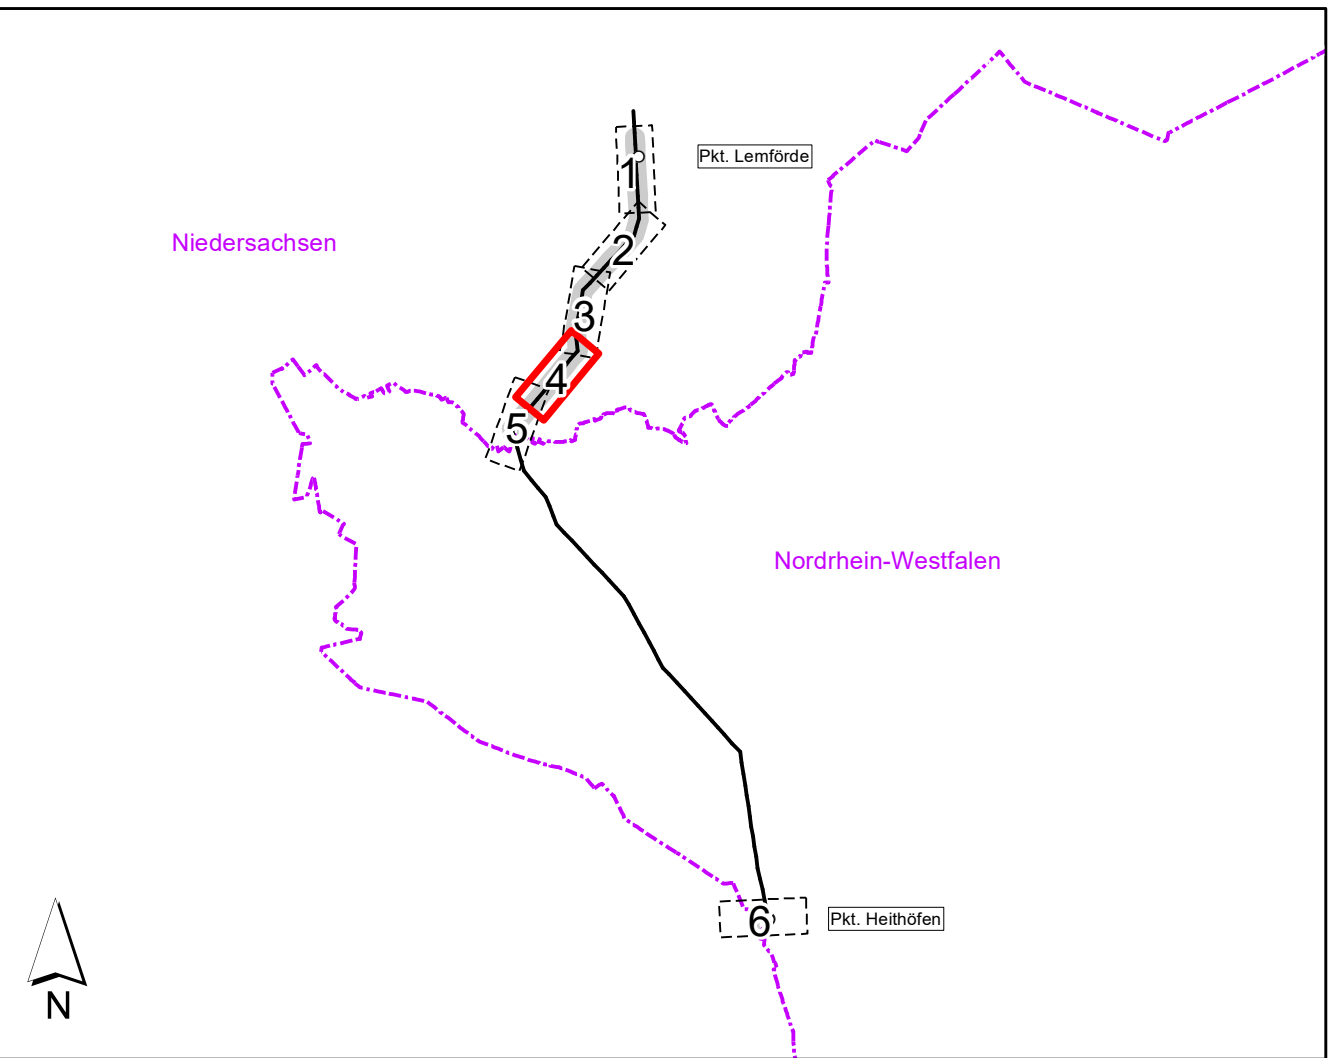 Pkt. Lemförde
1
Niedersachsen
2
3
4
5
Nordrhein-Westfalen
6
Pkt. Heithöfen
N